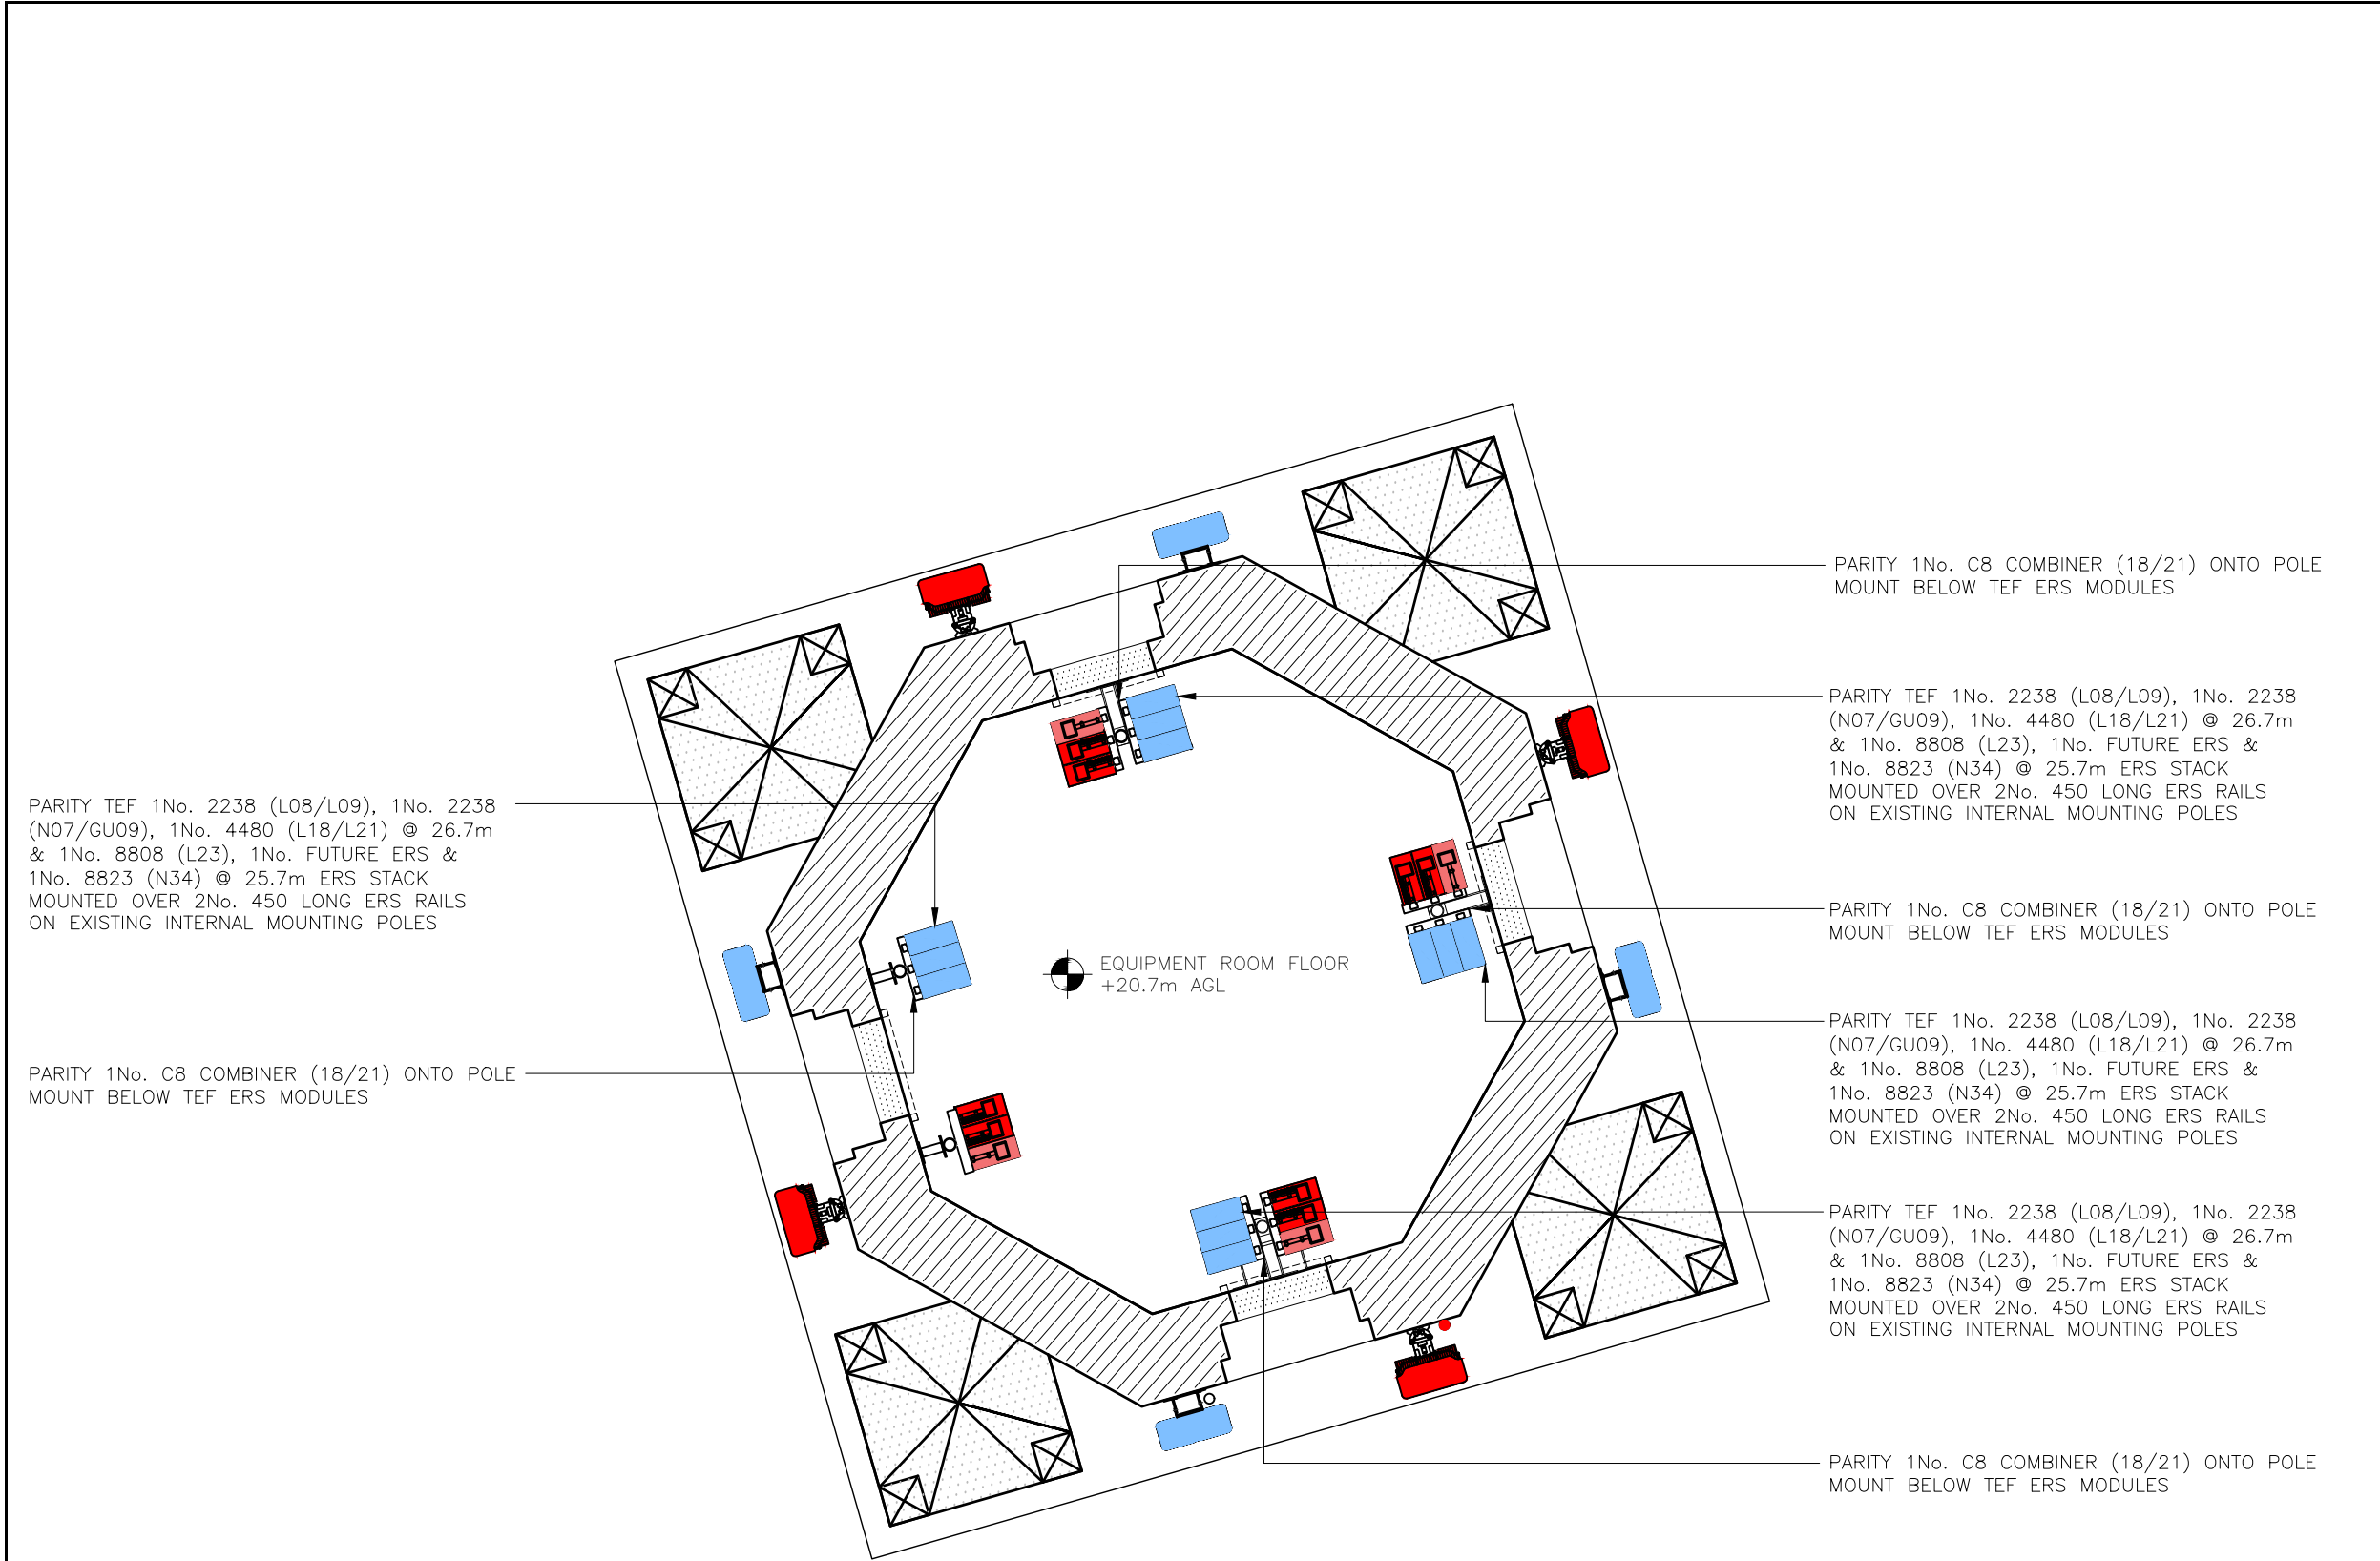 PARITY 1No. C8 COMBINER (18/21) ONTO POLE
MOUNT BELOW TEF ERS MODULES
PARITY TEF 1No. 2238 (L08/L09), 1No. 2238
(N07/GU09), 1No. 4480 (L18/L21) @ 26.7m
& 1No. 8808 (L23), 1No. FUTURE ERS &
1No. 8823 (N34) @ 25.7m ERS STACK
MOUNTED OVER 2No. 450 LONG ERS RAILS
ON EXISTING INTERNAL MOUNTING POLES
PARITY TEF 1No. 2238 (L08/L09), 1No. 2238
(N07/GU09), 1No. 4480 (L18/L21) @ 26.7m
& 1No. 8808 (L23), 1No. FUTURE ERS &
1No. 8823 (N34) @ 25.7m ERS STACK
MOUNTED OVER 2No. 450 LONG ERS RAILS
ON EXISTING INTERNAL MOUNTING POLES
PARITY 1No. C8 COMBINER (18/21) ONTO POLE
MOUNT BELOW TEF ERS MODULES
EQUIPMENT ROOM FLOOR
+20.7m AGL
PARITY TEF 1No. 2238 (L08/L09), 1No. 2238
(N07/GU09), 1No. 4480 (L18/L21) @ 26.7m
& 1No. 8808 (L23), 1No. FUTURE ERS &
1No. 8823 (N34) @ 25.7m ERS STACK
MOUNTED OVER 2No. 450 LONG ERS RAILS
ON EXISTING INTERNAL MOUNTING POLES
PARITY 1No. C8 COMBINER (18/21) ONTO POLE
MOUNT BELOW TEF ERS MODULES
PARITY TEF 1No. 2238 (L08/L09), 1No. 2238
(N07/GU09), 1No. 4480 (L18/L21) @ 26.7m
& 1No. 8808 (L23), 1No. FUTURE ERS &
1No. 8823 (N34) @ 25.7m ERS STACK
MOUNTED OVER 2No. 450 LONG ERS RAILS
ON EXISTING INTERNAL MOUNTING POLES
PARITY 1No. C8 COMBINER (18/21) ONTO POLE
MOUNT BELOW TEF ERS MODULES